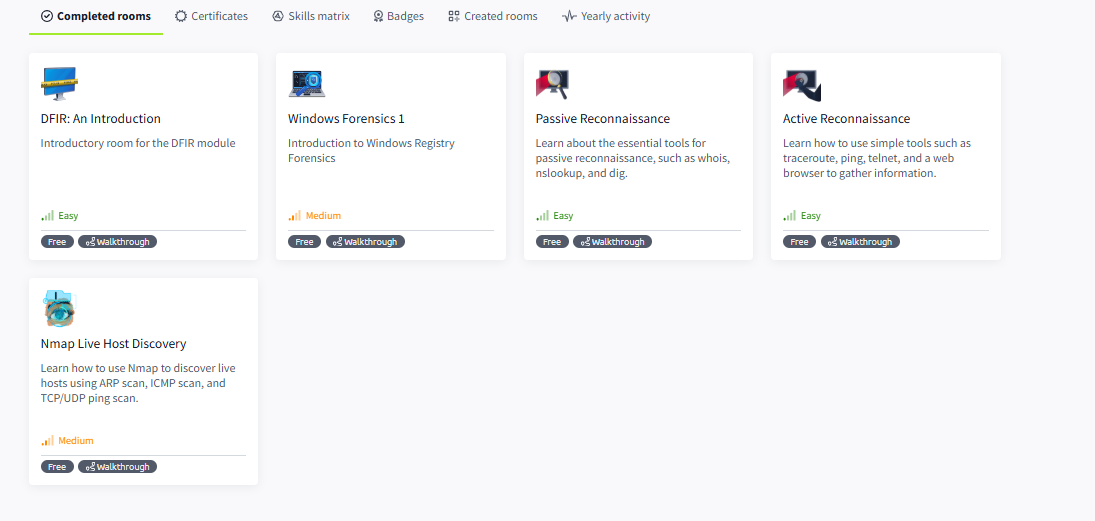 Completed rooms
Certificates
Skills matrix
Badges
Created rooms
Yearly activity
DFIR: An Introduction
Introductory room for the DFIR module
Easy
Free
Walkthrough
Windows Forensics 1
Introduction to Windows Registry
Forensics
Medium
Free
Walkthrough
Passive Reconnaissance
Learn about the essential tools for
passive reconnaissance, such as whois,
nslookup, and dig.
Easy
Free
Walkthrough
Active Reconnaissance
Learn how to use simple tools such as
traceroute, ping, telnet, and a web
browser to gather information.
Easy
Free
Walkthrough
Nmap Live Host Discovery
Learn how to use Nmap to discover live
hosts using ARP scan, ICMP scan, and
TCP/UDP ping scan.
Medium
Free
Walkthrough